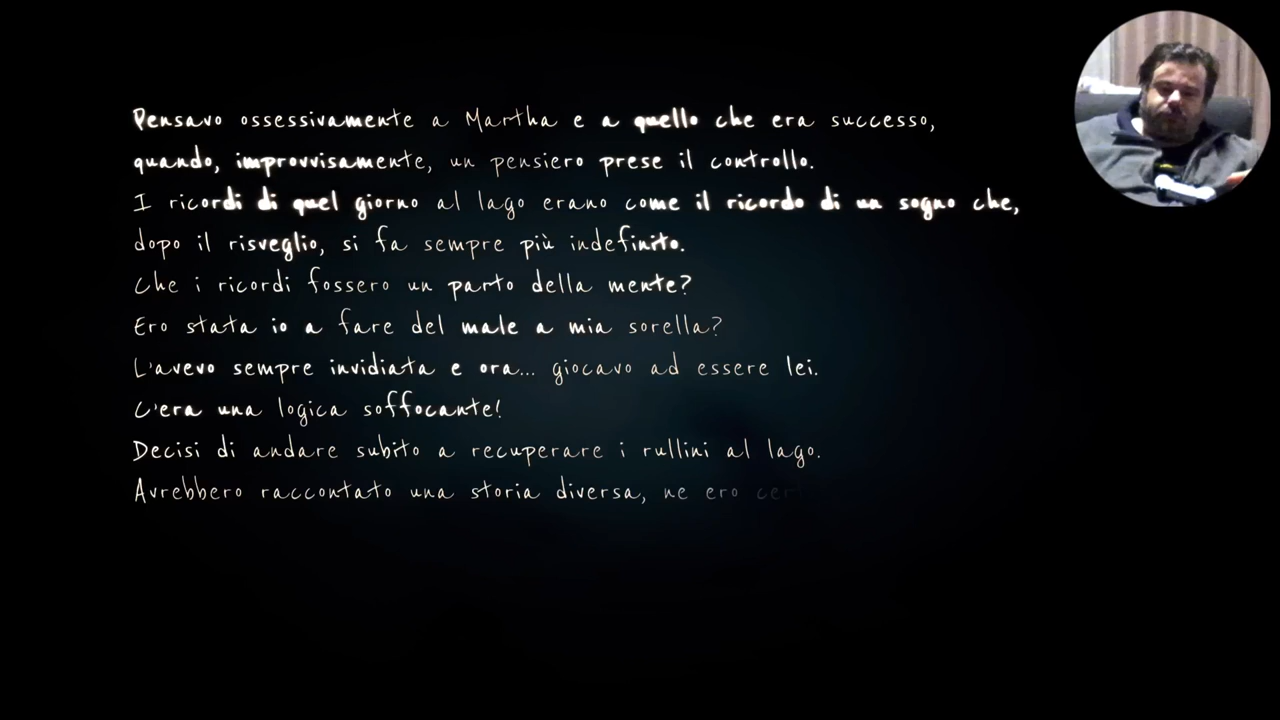 Pensavo ossessivamente a Martha e a quello che era successo,
quando, improvvisamente, un pensiero prese il controllo.
I ricordi di quel giorno al lago erano come il ricordo di un sogno che,
dopo il risveglio, si fa sempre più indefinito.
Che i ricordi fossero un parto della mente?
Ero stata io a fare del male a mia sorella?
L'avevo sempre invidiata e ora... giocavo ad essere lei.
C'era una logica soffocante!
Decisi di andare subito a recuperare i rullini al lago.
Avrebbero raccontato una storia diversa, ne ero